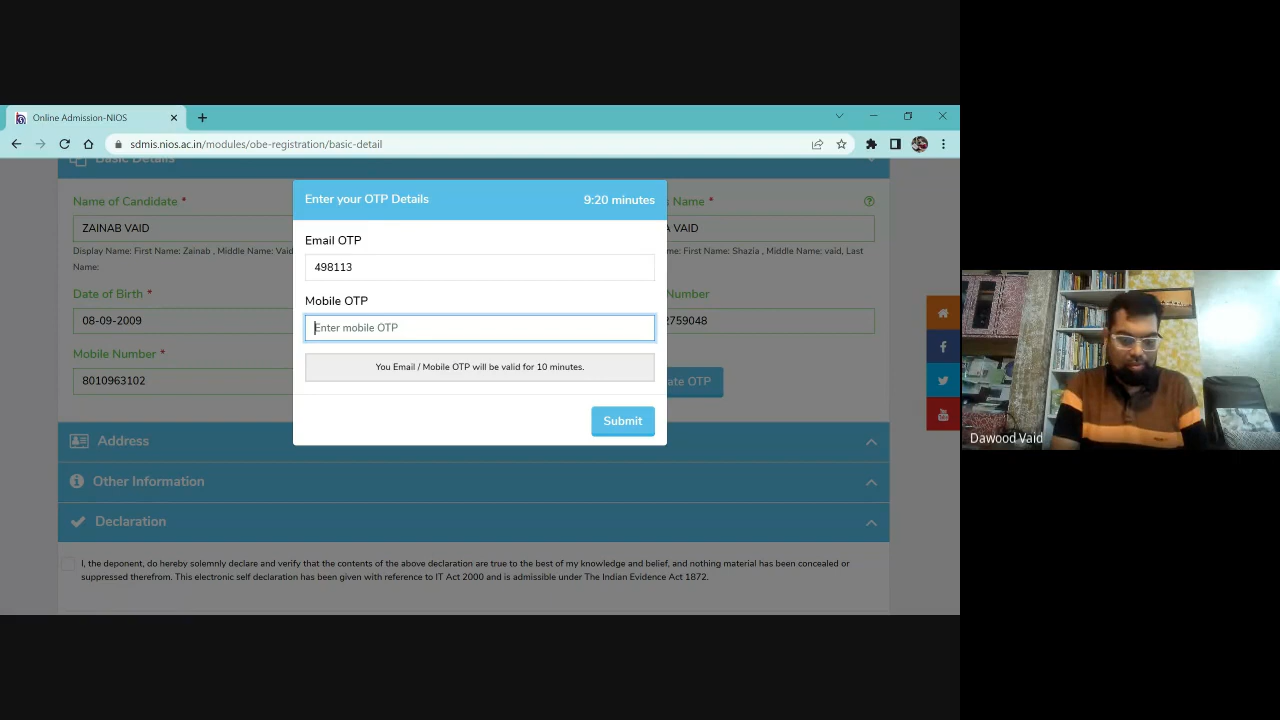 Online Admission-NIOS
sdmis.nios.ac.in/modules/obe-registration/basic-detail
Basic Details
Enter your OTP Details
9:20 minutes
Name of Candidate *
s Name *
ZAINAB VAID
A VAID
Email OTP
Display Name: First Name: Zainab , Middle Name: Vaid
: First Name: Shazia , Middle Name: vaid, Last
Name:
498113
Date of Birth *
Mobile OTP
Number
08-09-2009
Enter mobile OTP
2759048
Mobile Number *
You Email / Mobile OTP will be valid for 10 minutes.
8010963102
ate OTP
Submit
Address
Other Information
Declaration
I, the deponent, do hereby solemnly declare and verify that the contents of the above declaration are true to the best of my knowledge and belief, and nothing material has been concealed or
suppressed therefrom. This electronic self declaration has been given with reference to IT Act 2000 and is admissible under The Indian Evidence Act 1872.
Dawood Vaid